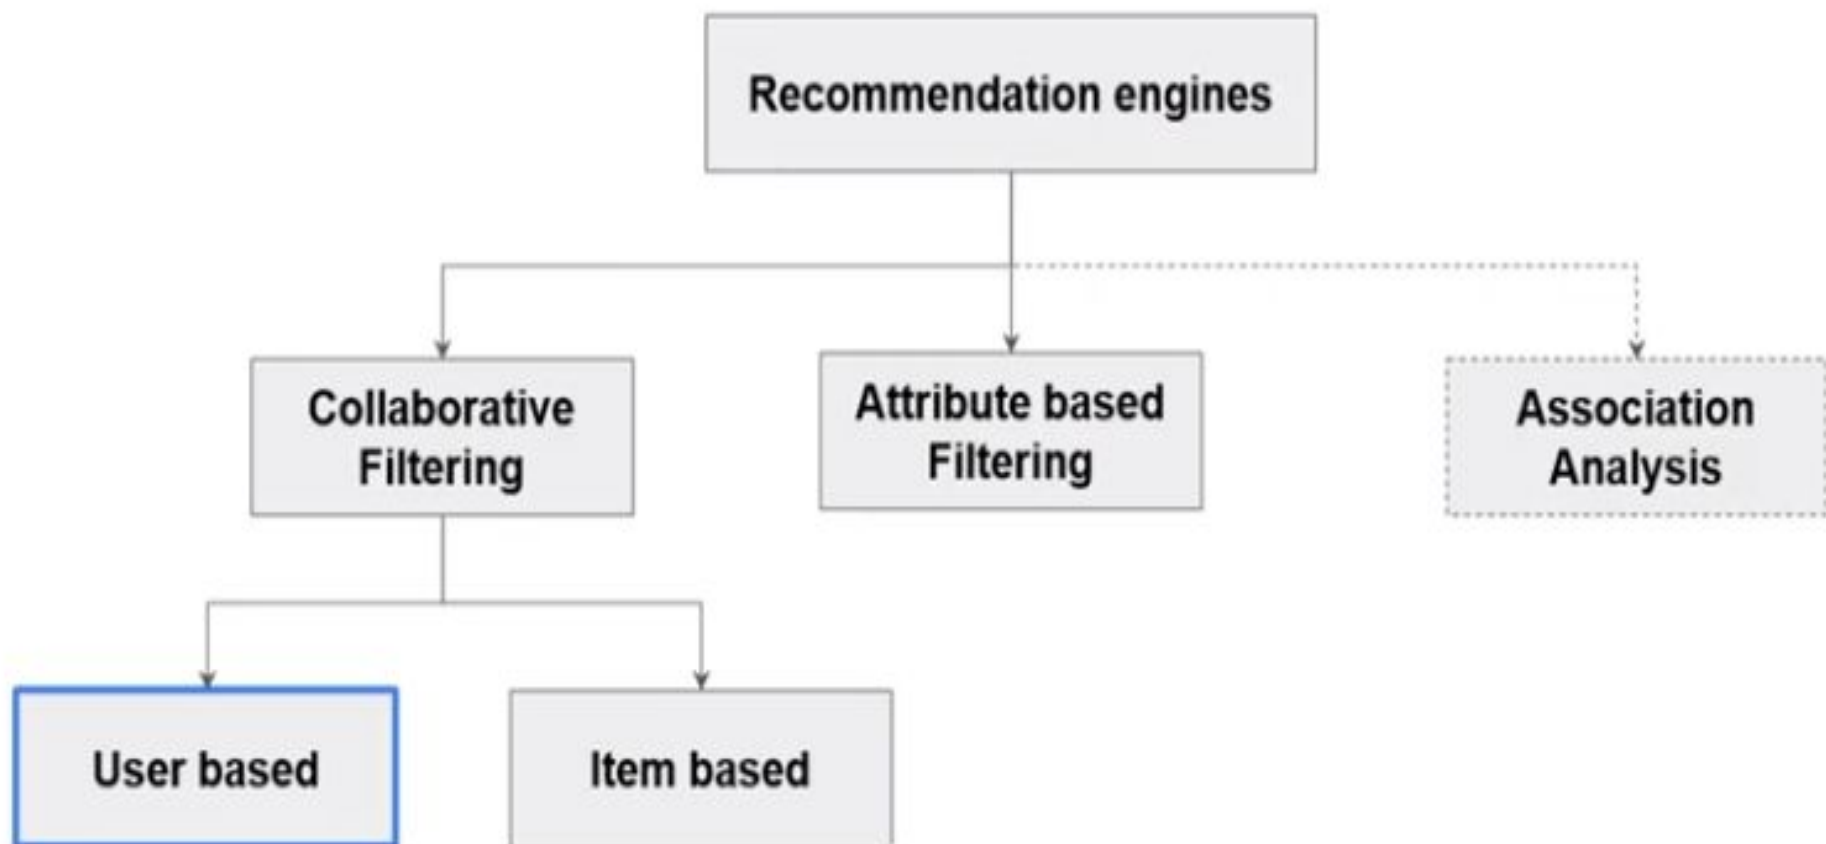 Recommendation engines
Collaborative
Filtering
Attribute based
Filtering
Association
Analysis
User based
Item based